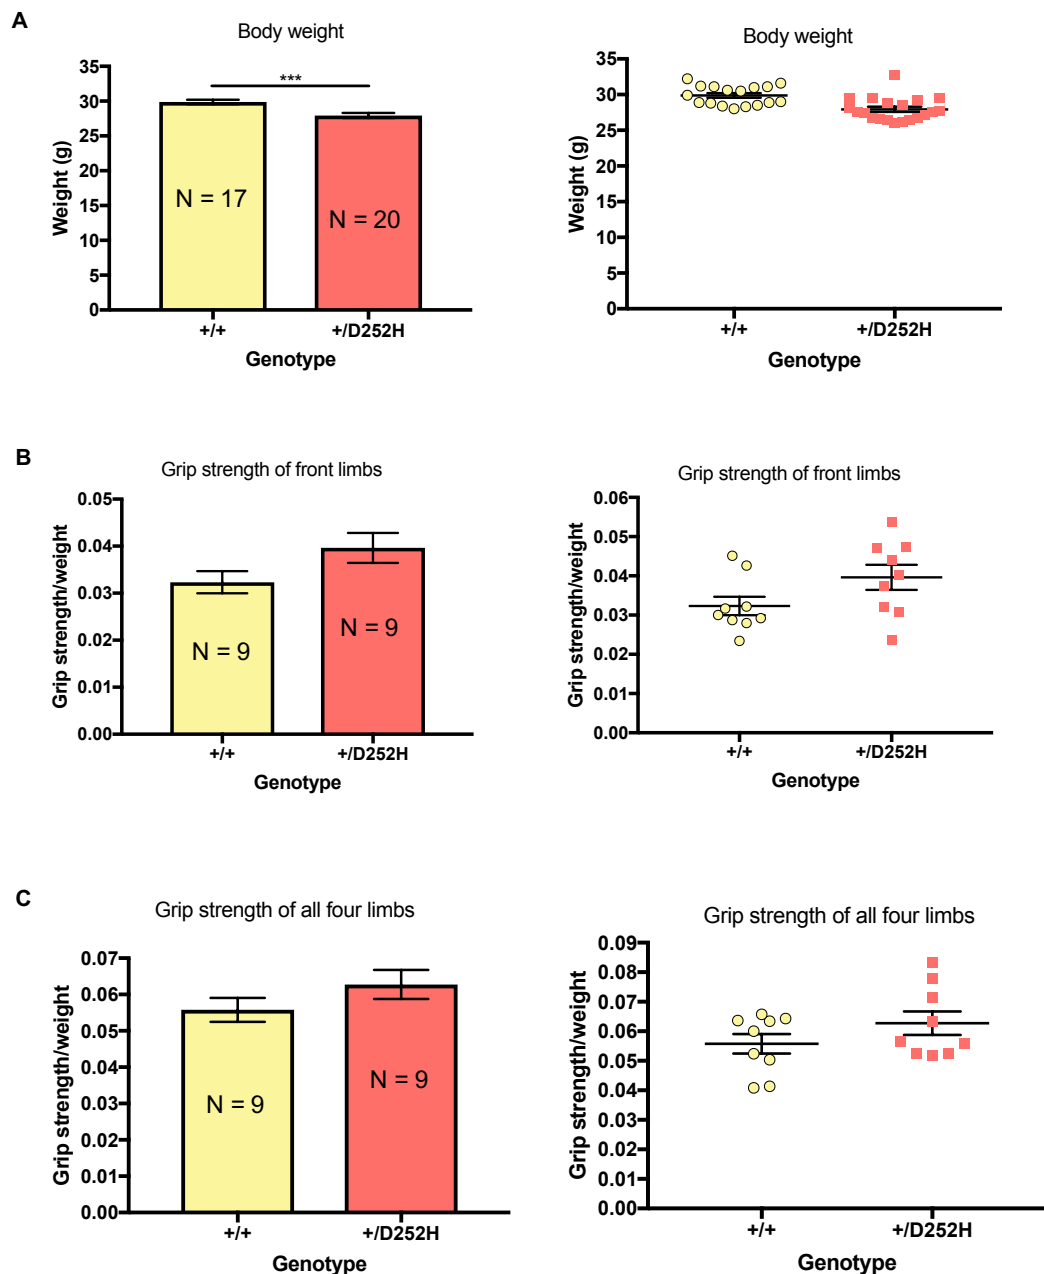 A
Body weight
35
30
25
20
15
10
5
0
Weight (g)
***
N = 17
N = 20
+/+
+/D252H
Genotype
Body weight
35
30
25
20
15
10
5
0
Weight (g)
+/+
+/D252H
Genotype
B
Grip strength of front limbs
0.05
0.04
0.03
0.02
0.01
0.00
Grip strength/weight
N = 9
N = 9
+/+
+/D252H
Genotype
Grip strength of front limbs
0.06
0.05
0.04
0.03
0.02
0.01
0.00
Grip strength/weight
+/+
+/D252H
Genotype
C
Grip strength of all four limbs
0.07
0.06
0.05
0.04
0.03
0.02
0.01
0.00
Grip strength/weight
N = 9
N = 9
+/+
+/D252H
Genotype
Grip strength of all four limbs
0.09
0.08
0.07
0.06
0.05
0.04
0.03
0.02
0.01
0.00
Grip strength/weight
+/+
+/D252H
Genotype